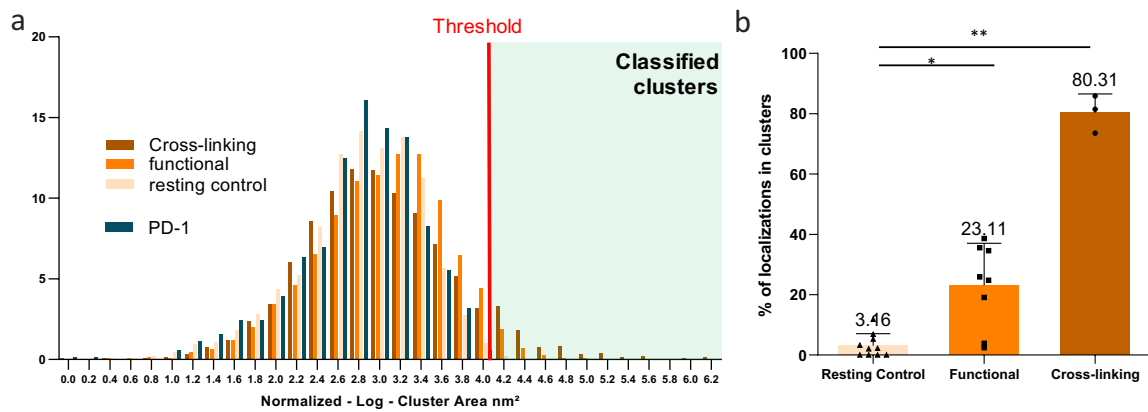 a
Threshold
20
15
10
5
0
Classified
clusters
Cross-linking
functional
resting control
PD-1
0.0 0.2 0.4 0.6 0.8 1.0 1.2 1.4 1.6 1.8 2.0 2.2 2.4 2.6 2.8 3.0 3.2 3.4 3.6 3.8 4.0 4.2 4.4 4.6 4.8 5.0 5.2 5.4 5.6 5.8 6.0 6.2
Normalized - Log - Cluster Area nm²
b
% of localizations in clusters
100
80
60
40
20
0
**
*
80.31
23.11
3.46
Resting Control Functional Cross-linking